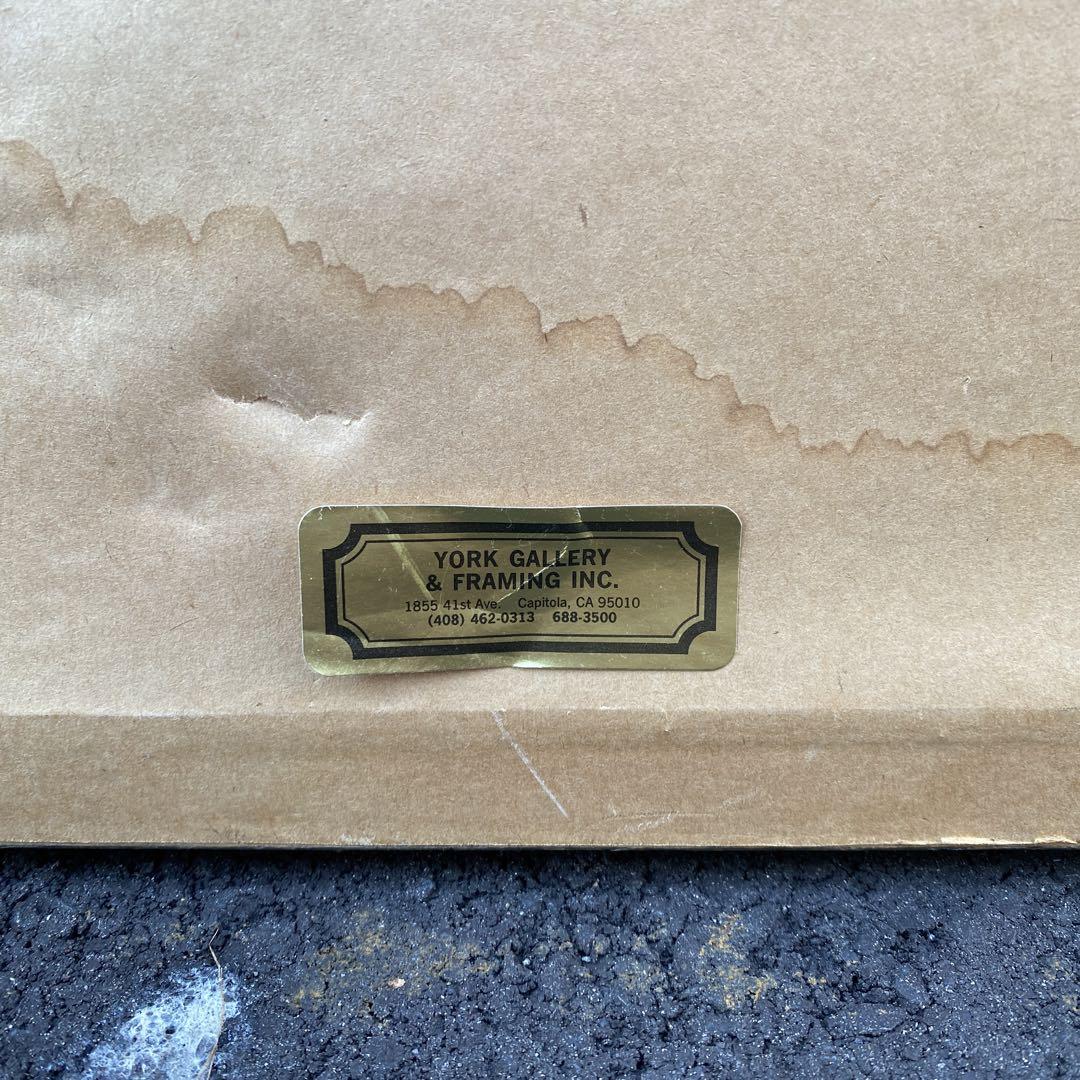 YORK GALLERY
& FRAMING INC.
1855 41st Ave. Capitola, CA 95010
(408) 462-0313 688-3500